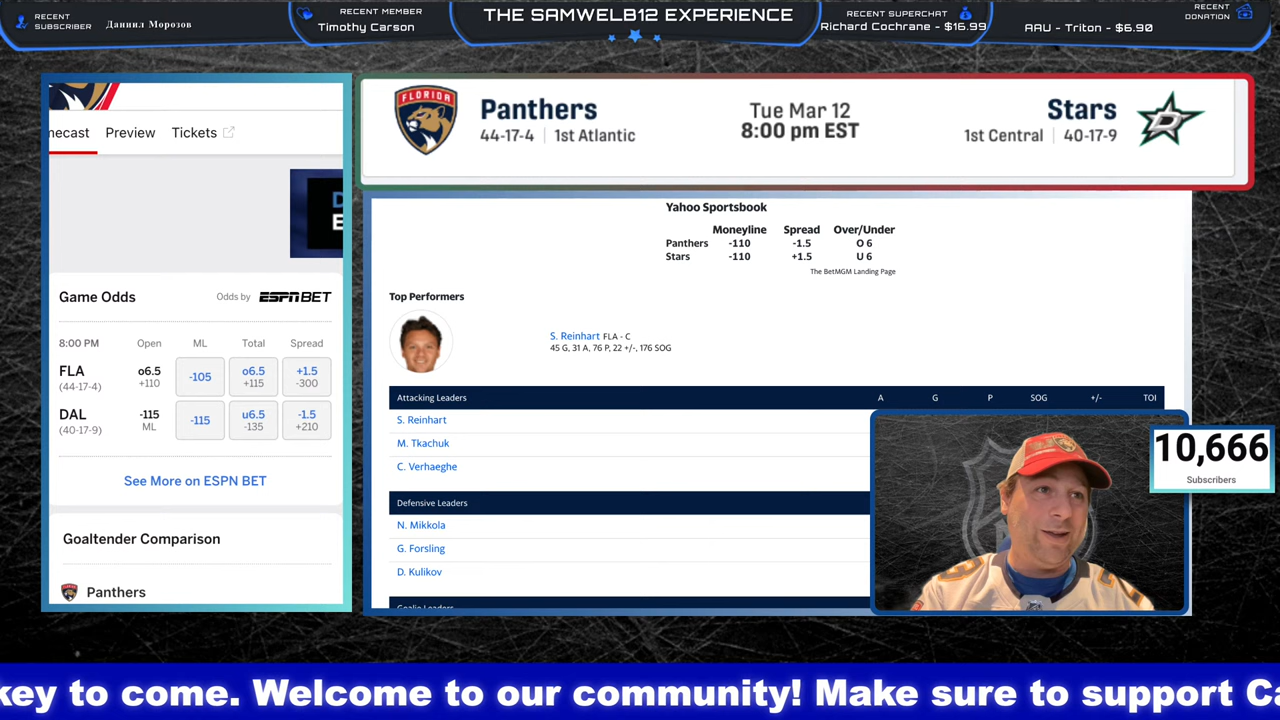 RECENT
SUBSCRIBER
Даниил Морозов
RECENT MEMBER
Timothy Carson
THE SAMWELB12 EXPERIENCE
RECENT SUPERCHAT
Richard Cochrane - $16.99
RECENT
DONATION
AAU - Triton - $6.90
necast Preview Tickets
Game Odds
Odds by ESPN BET
8:00 PM Open ML Total Spread
FLA o6.5 -105 o6.5 +1.5
(44-17-4) +110 +115 -300
DAL -115 -115 u6.5 -1.5
(40-17-9) ML -135 +210
See More on ESPN BET
Goaltender Comparison
Panthers
FLORIDA
Panthers
44-17-4 | 1st Atlantic
Tue Mar 12
8:00 pm EST
Stars
1st Central | 40-17-9
D
Yahoo Sportsbook
Moneyline Spread Over/Under
Panthers -110 -1.5 O 6
Stars -110 +1.5 U 6
The BetMGM Landing Page
Top Performers
S. Reinhart FLA - C
45 G, 31 A, 76 P, 22 +/-, 176 SOG
Attacking Leaders A G P SOG +/- TOI
S. Reinhart
M. Tkachuk
C. Verhaeghe
Defensive Leaders
N. Mikkola
G. Forsling
D. Kulikov
Goalie Leaders
10,666
Subscribers
key to come. Welcome to our community! Make sure to support Ca